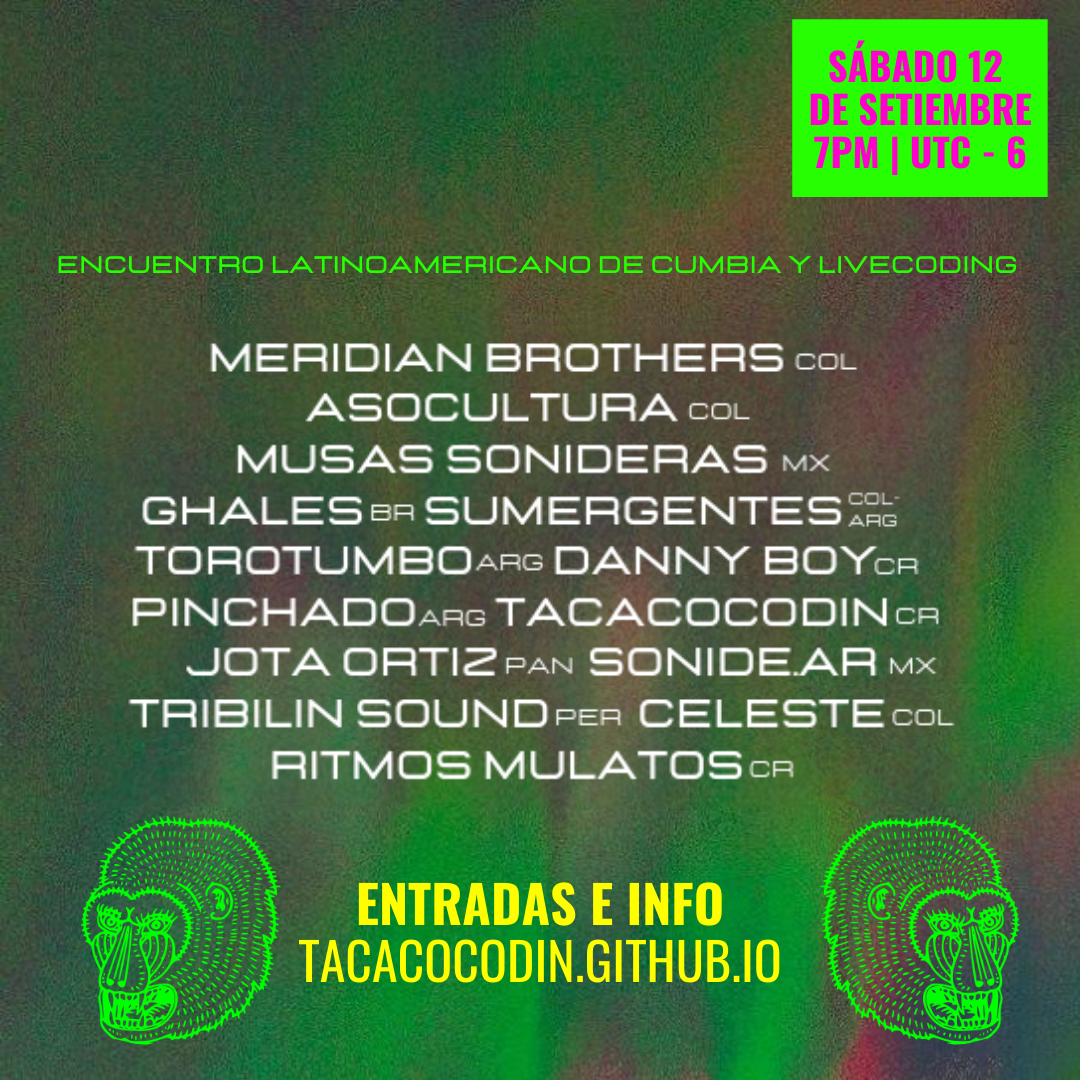 SÁBADO 12
DE SETIEMBRE
7PM | UTC - 6
ENCUENTRO LATINOAMERICANO DE CUMBIA Y LIVECODING
MERIDIAN BROTHERS COL
ASOCULTURA COL
MUSAS SONIDERAS MX
GHALES BR SUMERGENTES COL-ARG
TOROTUMBO ARG DANNY BOY CR
PINCHADO ARG TACACOCODIN CR
JOTA ORTIZ PAN SONIDE.AR MX
TRIBILIN SOUND PER CELESTE COL
RITMOS MULATOS CR
ENTRADAS E INFO
TACACOCODIN.GITHUB.IO